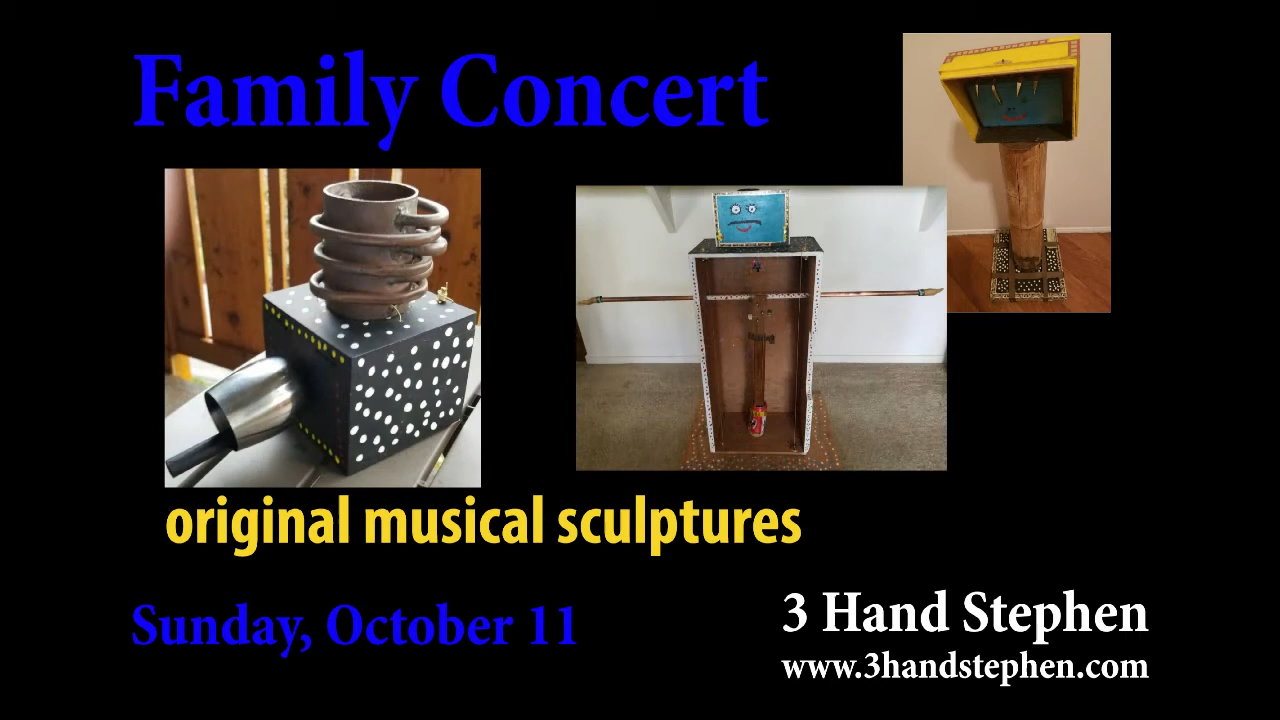 Family Concert
original musical sculptures
Sunday, October 11
3 Hand Stephen
www.3handstephen.com